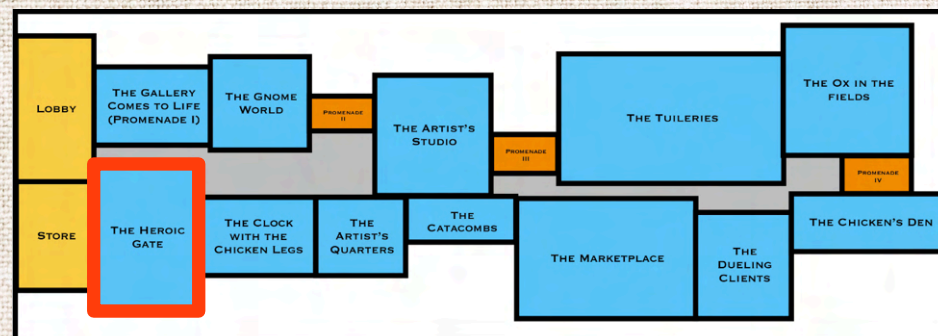 Lobby
The Gallery
Comes to Life
(Promenade I)
The Gnome
World
Promenade
II
The Artist's
Studio
Promenade
III
The Tuileries
The Ox in the
fields
Promenade
IV
Store
The Heroic
Gate
The Clock
with the
Chicken Legs
The
Artist's
Quarters
The
Catacombs
The Marketplace
The
Dueling
Clients
The Chicken's Den